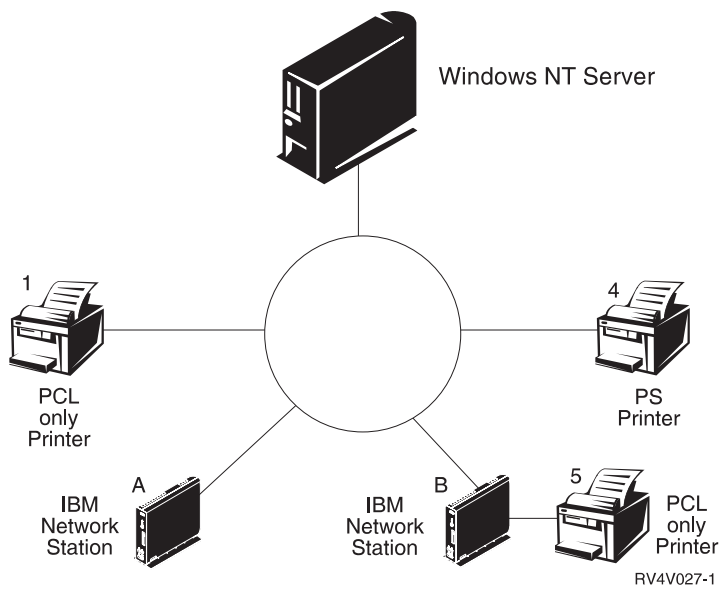 Windows NT Server
1
PCL
only
Printer
4
PS
Printer
A
IBM
Network
Station
B
IBM
Network
Station
5
PCL
only
Printer
RV4V027-1